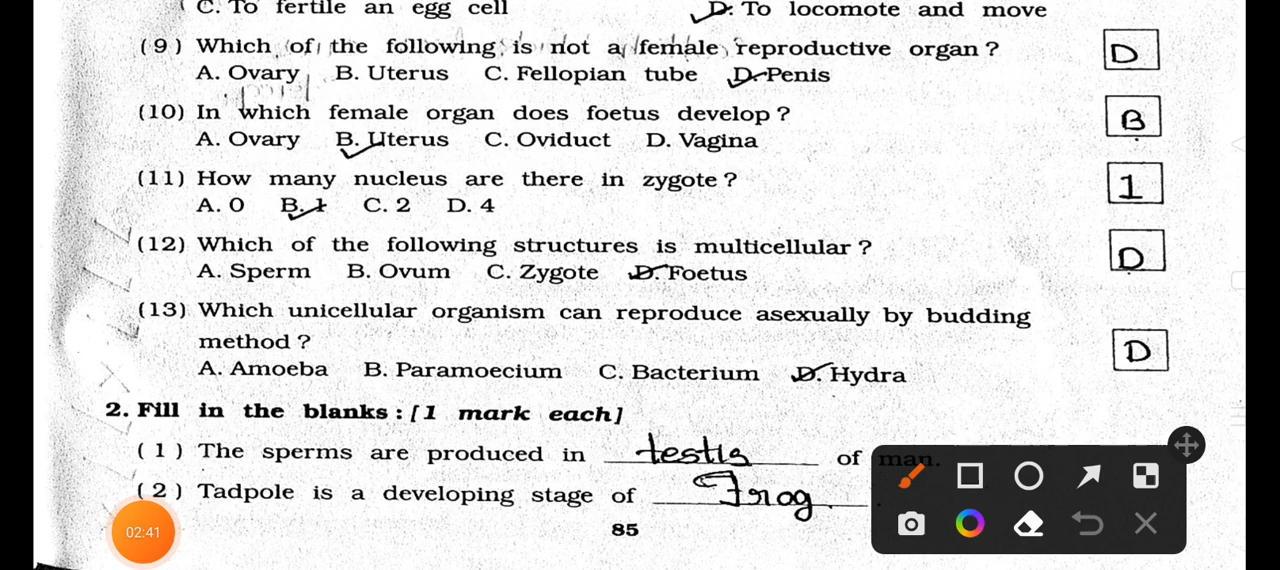 C. To fertile an egg cell D. To locomote and move
(9) Which of the following is not a female reproductive organ ? D
A. Ovary B. Uterus C. Fellopian tube D. Penis
(10) In which female organ does foetus develop ? B
A. Ovary B. Uterus C. Oviduct D. Vagina
(11) How many nucleus are there in zygote ? 1
A. 0 B. 1 C. 2 D. 4
(12) Which of the following structures is multicellular ? D
A. Sperm B. Ovum C. Zygote D. Foetus
(13) Which unicellular organism can reproduce asexually by budding
method ? D
A. Amoeba B. Paramoecium C. Bacterium D. Hydra
2. Fill in the blanks : [1 mark each]
(1) The sperms are produced in testis of man.
(2) Tadpole is a developing stage of Frog.
85
02:41